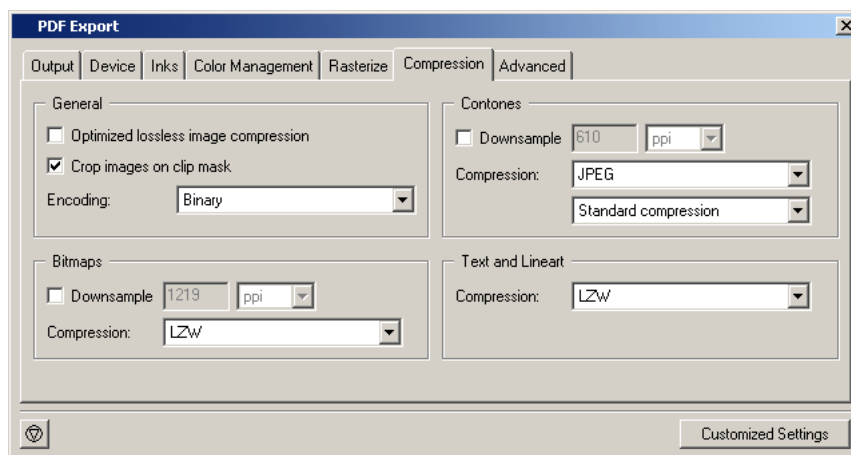 PDF Export
Output Device Inks Color Management Rasterize Compression Advanced
General
Optimized lossless image compression
Crop images on clip mask
Encoding: Binary
Contones
Downsample 610 ppi
Compression: JPEG
Standard compression
Bitmaps
Downsample 1219 ppi
Compression: LZW
Text and Lineart
Compression: LZW
Customized Settings